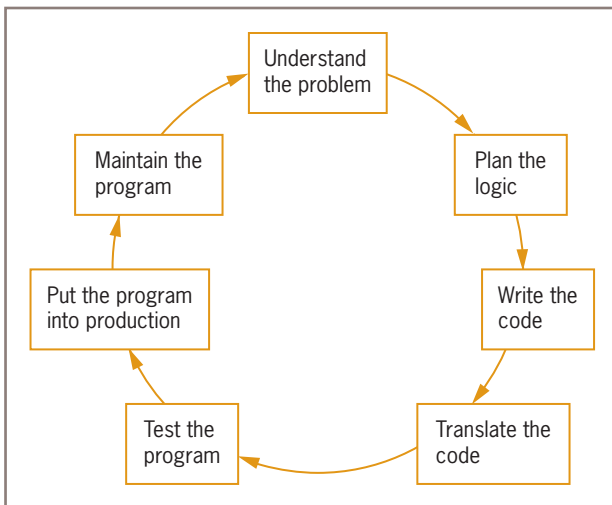 Understand
the problem
Plan the
logic
Write the
code
Translate the
code
Test the
program
Put the program
into production
Maintain the
program